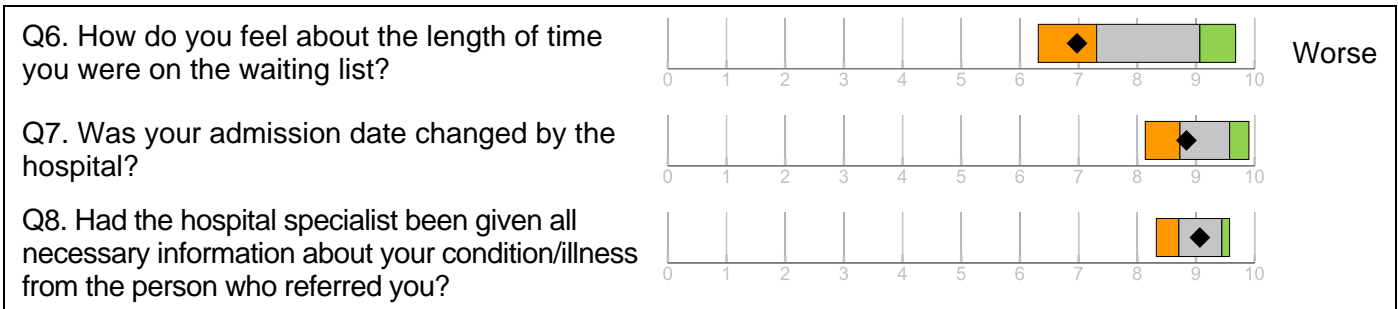 Q6. How do you feel about the length of time
you were on the waiting list?
Worse
0 1 2 3 4 5 6 7 8 9 10
Q7. Was your admission date changed by the
hospital?
0 1 2 3 4 5 6 7 8 9 10
Q8. Had the hospital specialist been given all
necessary information about your condition/illness
from the person who referred you?
0 1 2 3 4 5 6 7 8 9 10